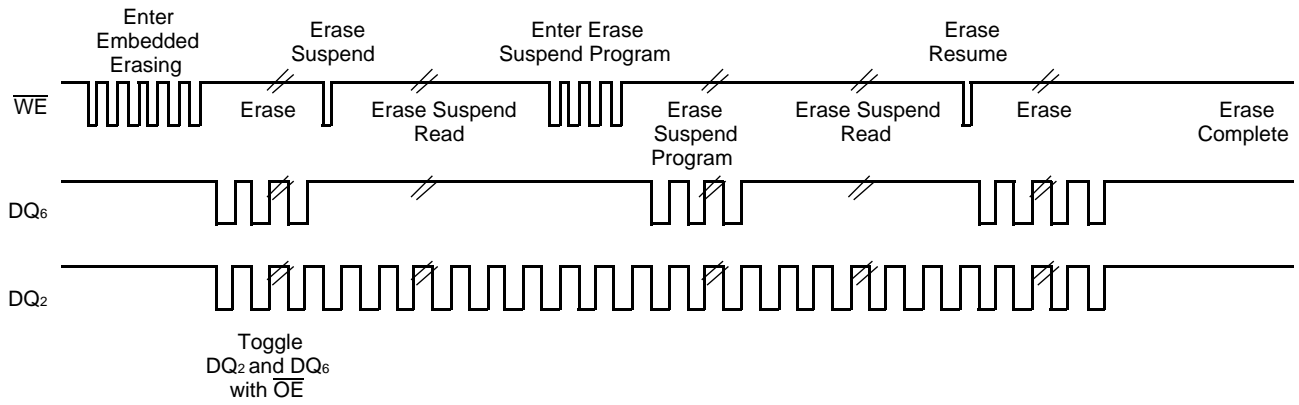 Enter
Embedded
Erasing
Erase
Suspend
Enter Erase
Suspend Program
Erase
Resume
WE
Erase
Erase Suspend
Read
Erase
Suspend
Program
Erase Suspend
Read
Erase
Erase
Complete
DQ6
DQ2
Toggle
DQ2 and DQ6
with OE